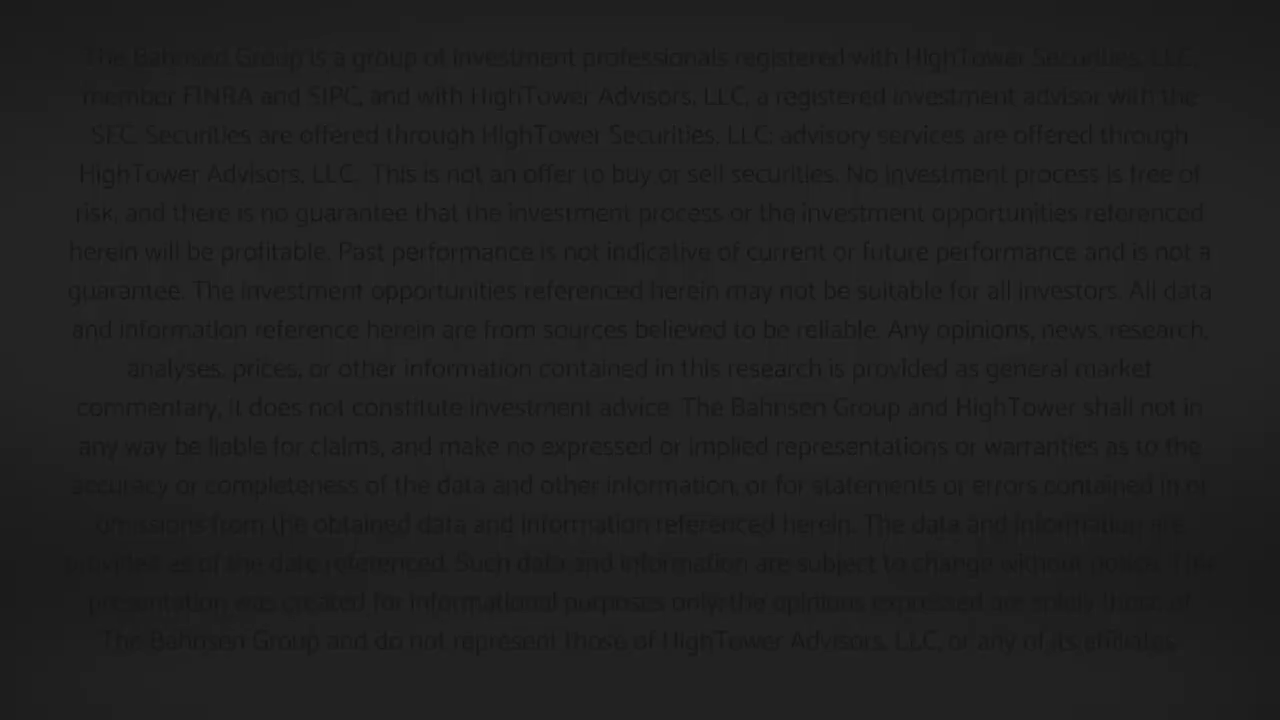 The Bahnsen Group is a group of investment professionals registered with HighTower Securities, LLC,
member FINRA and SIPC, and with HighTower Advisors, LLC, a registered investment advisor with the
SEC. Securities are offered through HighTower Securities, LLC; advisory services are offered through
HighTower Advisors, LLC. This is not an offer to buy or sell securities. No investment process is free of
risk, and there is no guarantee that the investment process or the investment opportunities referenced
herein will be profitable. Past performance is not indicative of current or future performance and is not a
guarantee. The investment opportunities referenced herein may not be suitable for all investors. All data
and information reference herein are from sources believed to be reliable. Any opinions, news, research,
analyses, prices, or other information contained in this research is provided as general market
commentary, it does not constitute investment advice. The Bahnsen Group and HighTower shall not in
any way be liable for claims, and make no expressed or implied representations or warranties as to the
accuracy or completeness of the data and other information, or for statements or errors contained in or
omissions from the obtained data and information referenced herein. The data and information are
provided as of the date referenced. Such data and information are subject to change without notice. This
presentation was created for informational purposes only; the opinions expressed are solely those of
The Bahnsen Group and do not represent those of HighTower Advisors, LLC, or any of its affiliates.